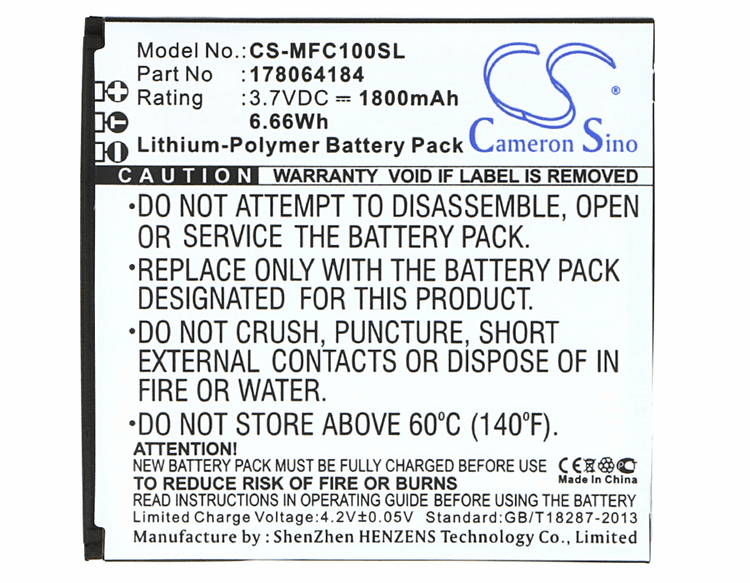 Model No.:CS-MFC100SL
Part No :178064184
Rating :3.7VDC ⎓ 1800mAh
6.66Wh
Lithium-Polymer Battery Pack
CS
®
Cameron Sino
CAUTION WARRANTY VOID IF LABEL IS REMOVED
·DO NOT ATTEMPT TO DISASSEMBLE, OPEN
OR SERVICE THE BATTERY PACK.
·REPLACE ONLY WITH THE BATTERY PACK
DESIGNATED FOR THIS PRODUCT.
·DO NOT CRUSH, PUNCTURE, SHORT
EXTERNAL CONTACTS OR DISPOSE OF
IN FIRE OR WATER.
·DO NOT STORE ABOVE 60°C (140°F).
ATTENTION!
NEW BATTERY PACK MUST BE FULLY CHARGED BEFORE USE
CE
Made In China
TO REDUCE RISK OF FIRE OR BURNS
READ INSTRUCTIONS IN OPERATING GUIDE BEFORE USING THE BATTERY
Limited Charge Voltage:4.2V±0.05V Standard:GB/T18287-2013
Manufacture by : ShenZhen HENZENS Technology Co., Ltd